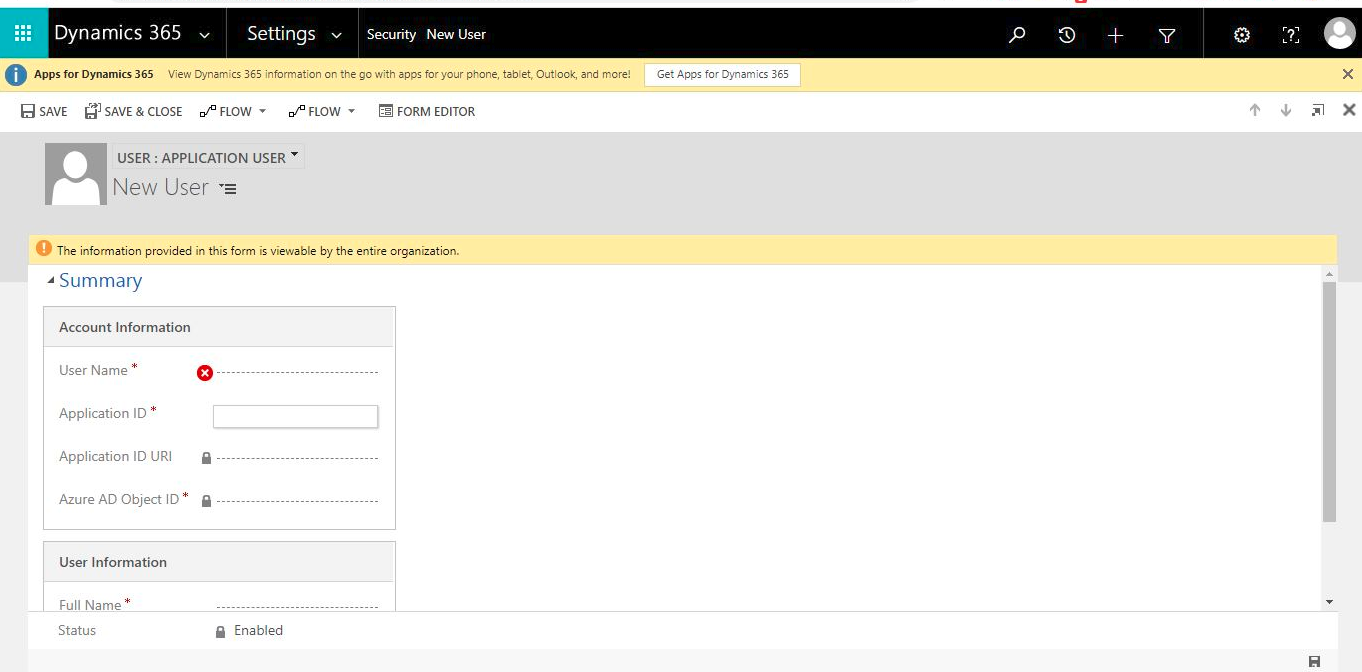 Dynamics 365 Settings Security New User
Apps for Dynamics 365 View Dynamics 365 information on the go with apps for your phone, tablet, Outlook, and more! Get Apps for Dynamics 365
SAVE SAVE & CLOSE FLOW FLOW FORM EDITOR
USER : APPLICATION USER
New User
The information provided in this form is viewable by the entire organization.
Summary
Account Information
User Name *
Application ID *
Application ID URI
Azure AD Object ID *
User Information
Full Name *
Status Enabled